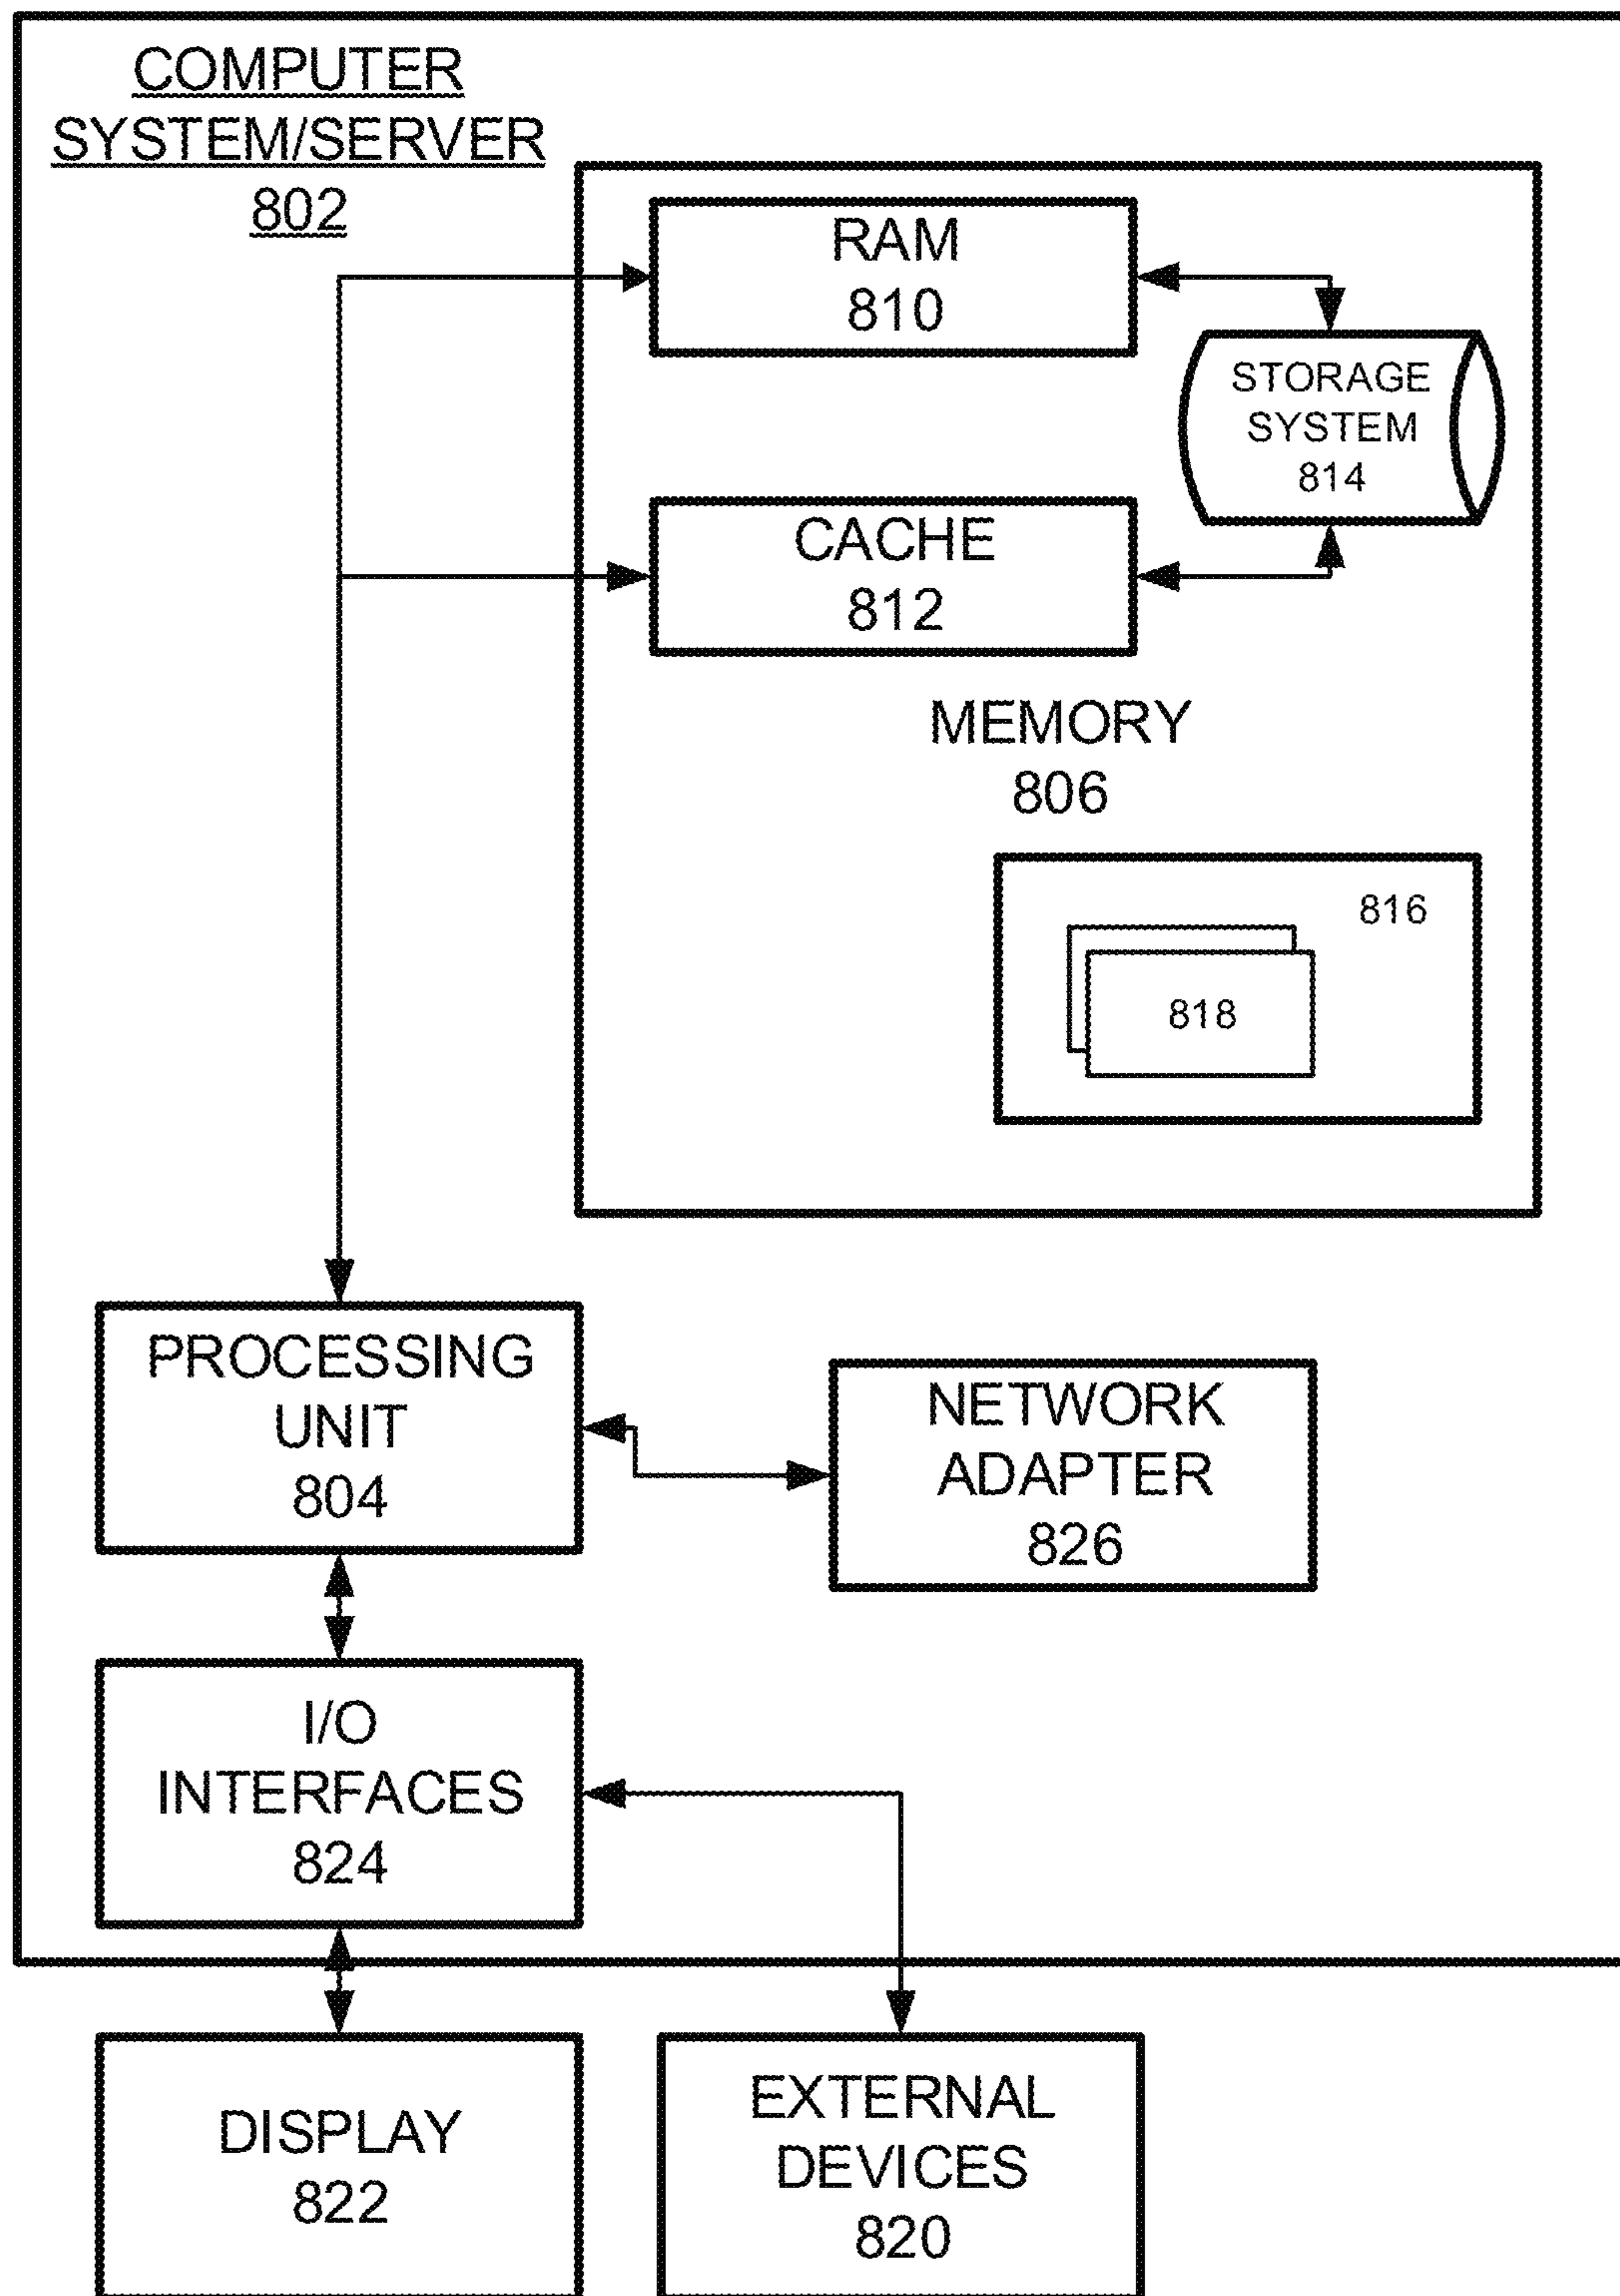 COMPUTER
SYSTEM/SERVER
802
RAM
810
STORAGE
SYSTEM
814
CACHE
812
MEMORY
806
816
818
PROCESSING
UNIT
804
NETWORK
ADAPTER
826
I/O
INTERFACES
824
DISPLAY
822
EXTERNAL
DEVICES
820